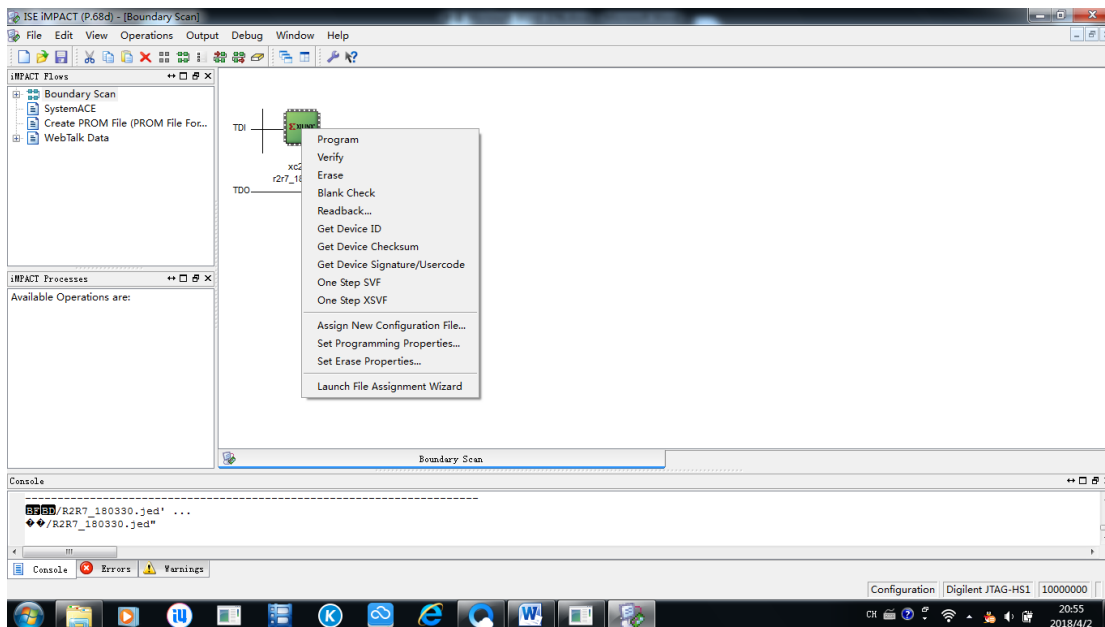 ISE iMPACT (P.68d) - [Boundary Scan]
File Edit View Operations Output Debug Window Help
iMPACT Flows
Boundary Scan
SystemACE
Create PROM File (PROM File For...
WebTalk Data
TDI
TDO
Program
Verify
Erase
Blank Check
Readback...
Get Device ID
Get Device Checksum
Get Device Signature/Usercode
One Step SVF
One Step XSVF
Assign New Configuration File...
Set Programming Properties...
Set Erase Properties...
Launch File Assignment Wizard
iMPACT Processes
Available Operations are:
Boundary Scan
Console
----------------------------------------------------------------------
BFBD/R2R7_180330.jed' ...
��/R2R7_180330.jed"
Console Errors Warnings
Configuration Digilent JTAG-HS1 10000000
CH 20:55
2018/4/2